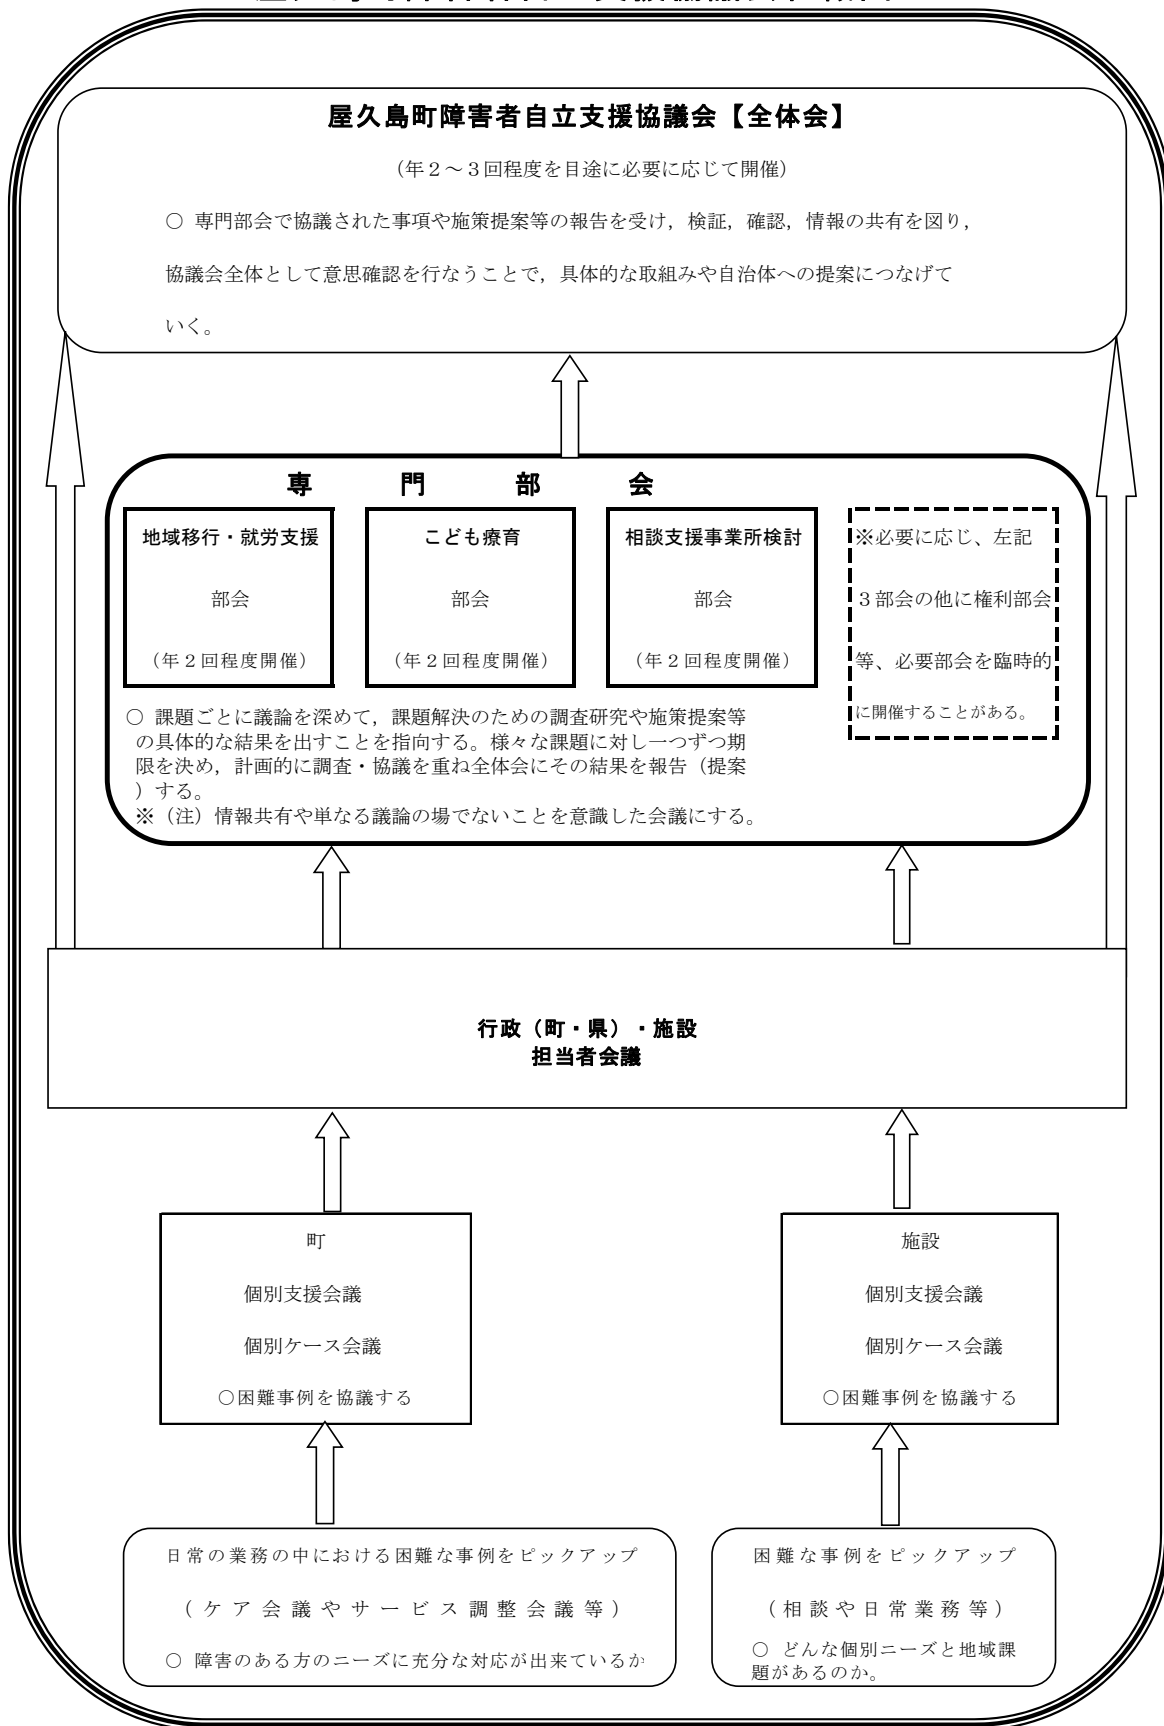 屋久島町障害者自立支援協議会【全体会】
（年２～３回程度を目途に必要に応じて開催）
○ 専門部会で協議された事項や施策提案等の報告を受け，検証，確認，情報の共有を図り，
協議会全体として意思確認を行なうことで，具体的な取組みや自治体への提案につなげて
いく。
専門部会
地域移行・就労支援
部会
（年２回程度開催）
こども療育
部会
（年２回程度開催）
相談支援事業所検討
部会
（年２回程度開催）
※必要に応じ、左記
３部会の他に権利部会
等、必要部会を臨時的
に開催することがある。
○ 課題ごとに議論を深めて，課題解決のための調査研究や施策提案等
の具体的な結果を出すことを指向する。様々な課題に対し一つずつ期
限を決め，計画的に調査・協議を重ね全体会にその結果を報告（提案
）する。
※（注）情報共有や単なる議論の場でないことを意識した会議にする。
行政（町・県）・施設
担当者会議
町
個別支援会議
個別ケース会議
○困難事例を協議する
施設
個別支援会議
個別ケース会議
○困難事例を協議する
日常の業務の中における困難な事例をピックアップ
（ケア会議やサービス調整会議等）
○ 障害のある方のニーズに充分な対応が出来ているか
困難な事例をピックアップ
（相談や日常業務等）
○ どんな個別ニーズと地域課
題があるのか。